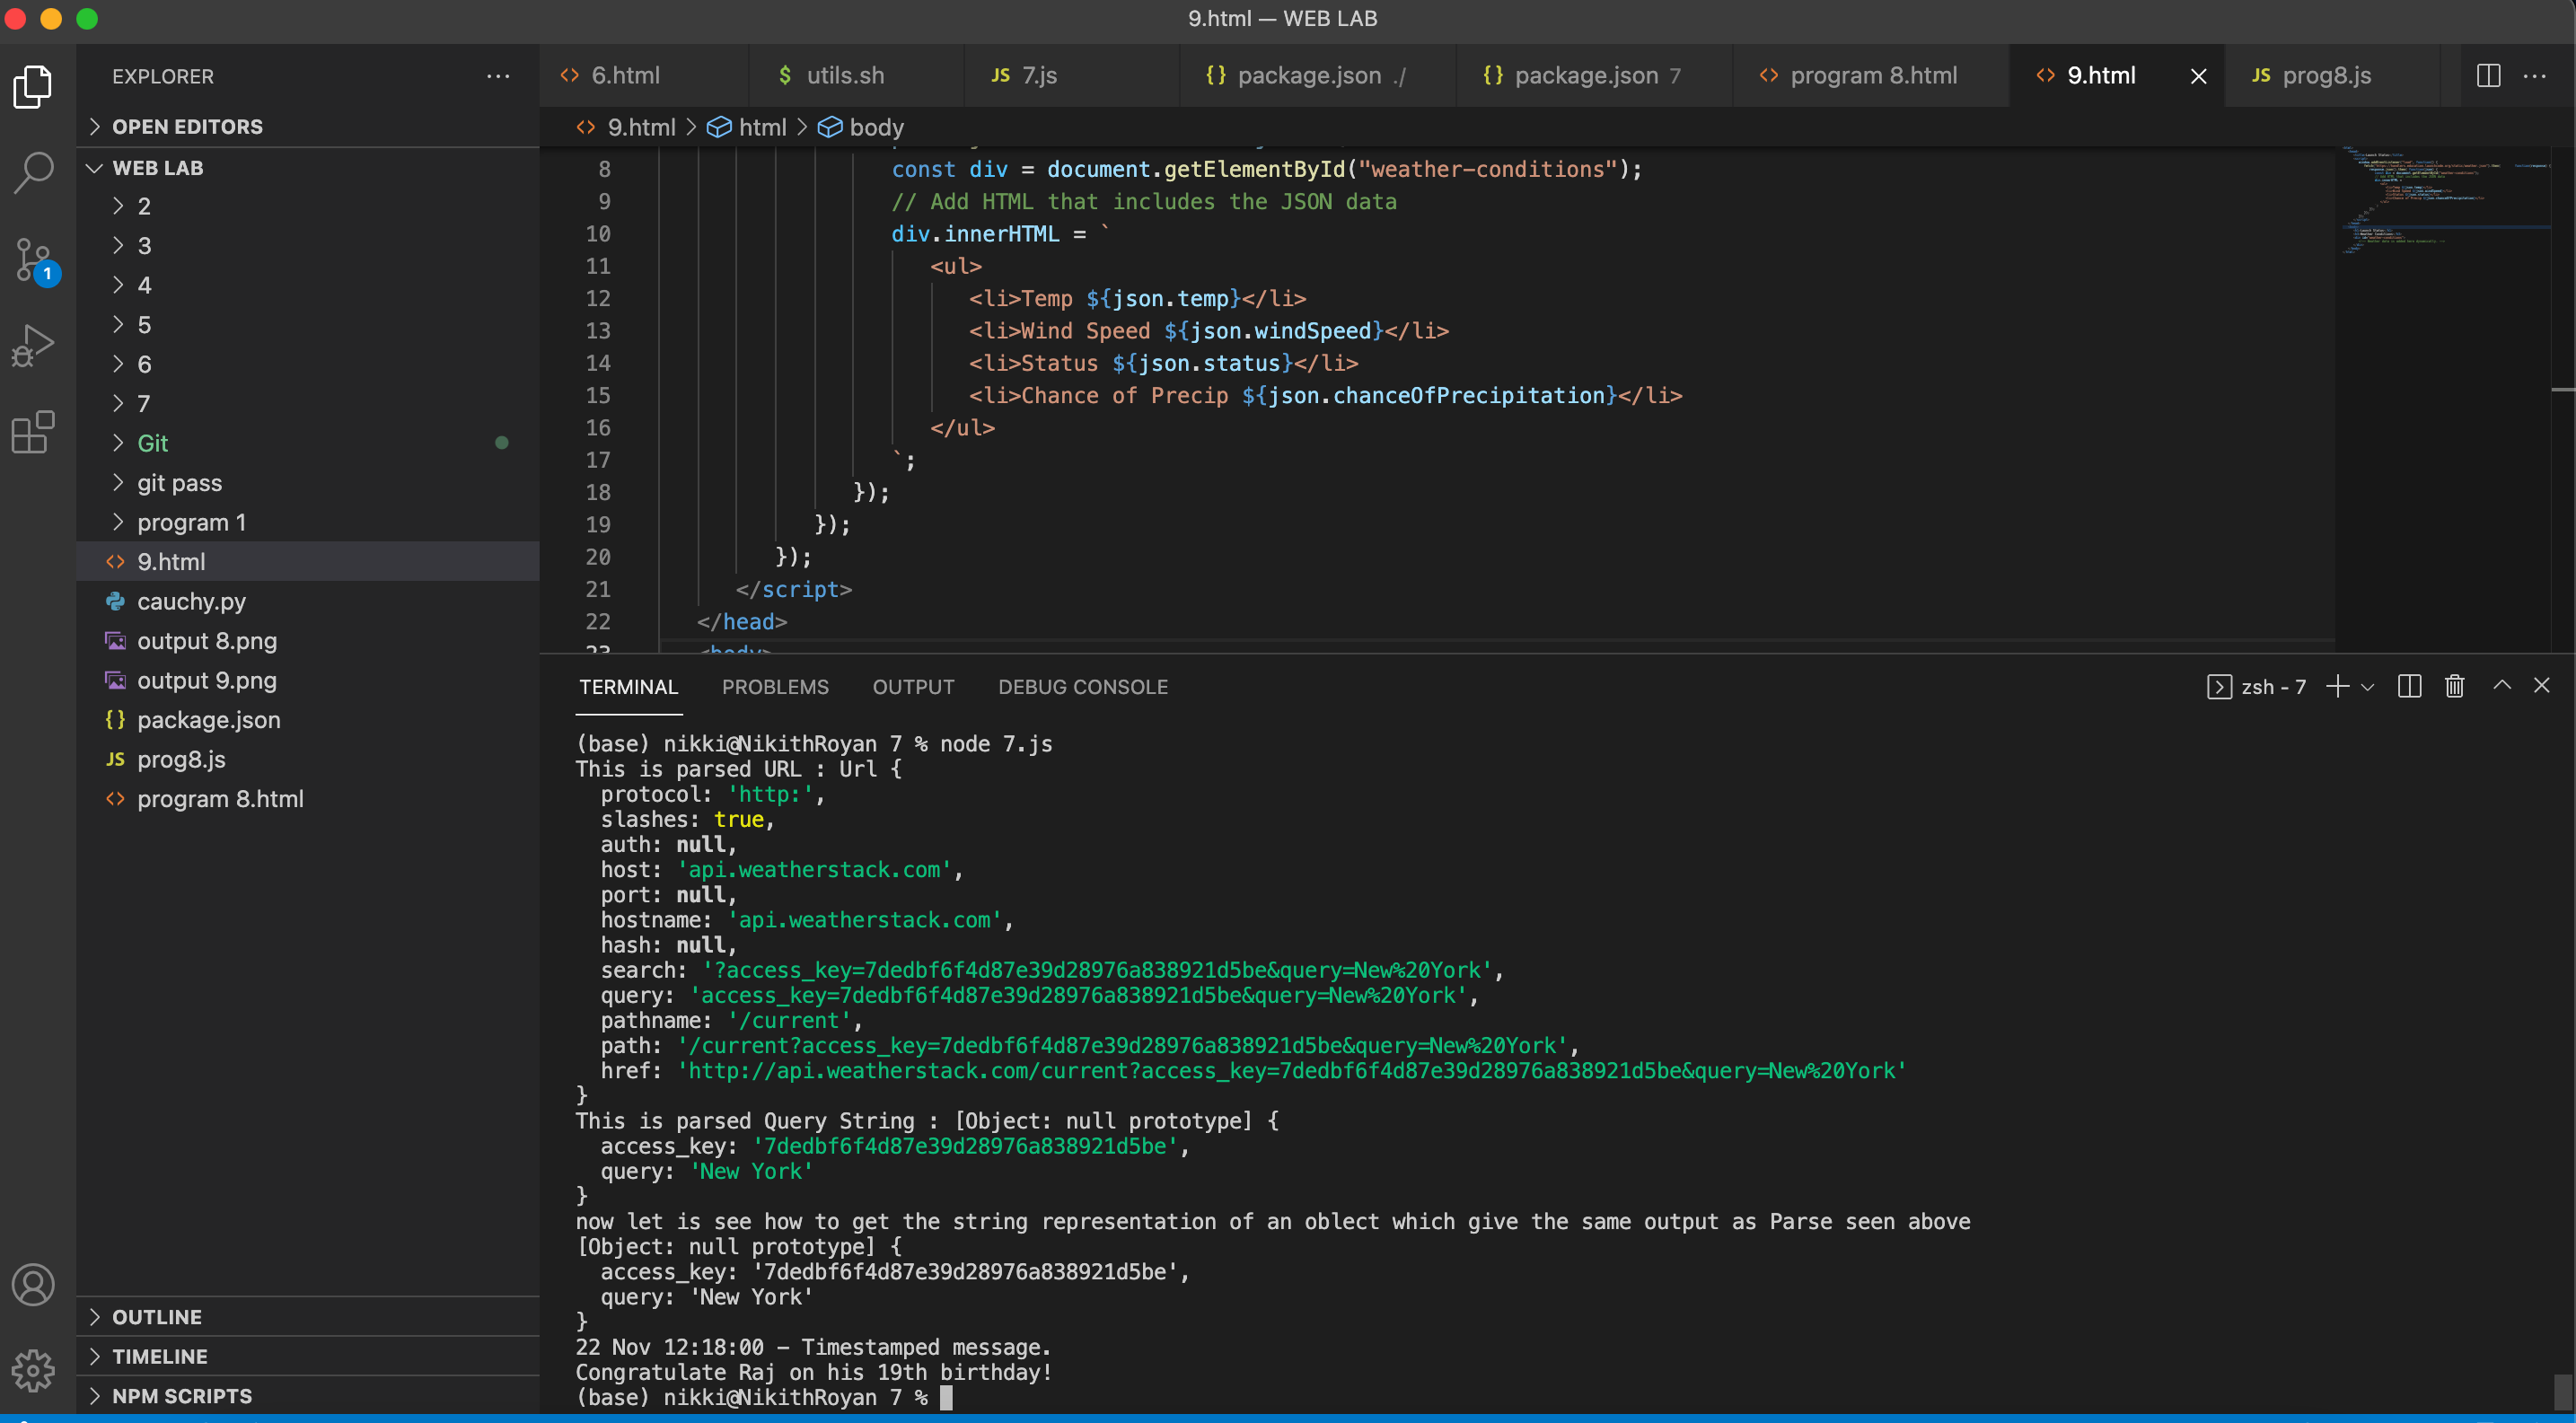 9.html — WEB LAB
EXPLORER
6.html
$ utils.sh
JS 7.js
{} package.json ./
{} package.json 7
program 8.html
9.html
JS prog8.js
OPEN EDITORS
9.html > html > body
WEB LAB
2
3
4
5
6
7
Git
git pass
program 1
9.html
cauchy.py
output 8.png
output 9.png
{} package.json
JS prog8.js
program 8.html
1
OUTLINE
TIMELINE
NPM SCRIPTS
8 const div = document.getElementById("weather-conditions");
9 // Add HTML that includes the JSON data
10 div.innerHTML = `
11 <ul>
12 <li>Temp ${json.temp}</li>
13 <li>Wind Speed ${json.windSpeed}</li>
14 <li>Status ${json.status}</li>
15 <li>Chance of Precip ${json.chanceOfPrecipitation}</li>
16 </ul>
17 `;
18 });
19 });
20 });
21 </script>
22 </head>
23 <body>
TERMINAL PROBLEMS OUTPUT DEBUG CONSOLE
zsh - 7
(base) nikki@NikithRoyan 7 % node 7.js
This is parsed URL : Url {
protocol: 'http:',
slashes: true,
auth: null,
host: 'api.weatherstack.com',
port: null,
hostname: 'api.weatherstack.com',
hash: null,
search: '?access_key=7dedbf6f4d87e39d28976a838921d5be&query=New%20York',
query: 'access_key=7dedbf6f4d87e39d28976a838921d5be&query=New%20York',
pathname: '/current',
path: '/current?access_key=7dedbf6f4d87e39d28976a838921d5be&query=New%20York',
href: 'http://api.weatherstack.com/current?access_key=7dedbf6f4d87e39d28976a838921d5be&query=New%20York'
}
This is parsed Query String : [Object: null prototype] {
access_key: '7dedbf6f4d87e39d28976a838921d5be',
query: 'New York'
}
now let is see how to get the string representation of an oblect which give the same output as Parse seen above
[Object: null prototype] {
access_key: '7dedbf6f4d87e39d28976a838921d5be',
query: 'New York'
}
22 Nov 12:18:00 - Timestamped message.
Congratulate Raj on his 19th birthday!
(base) nikki@NikithRoyan 7 %